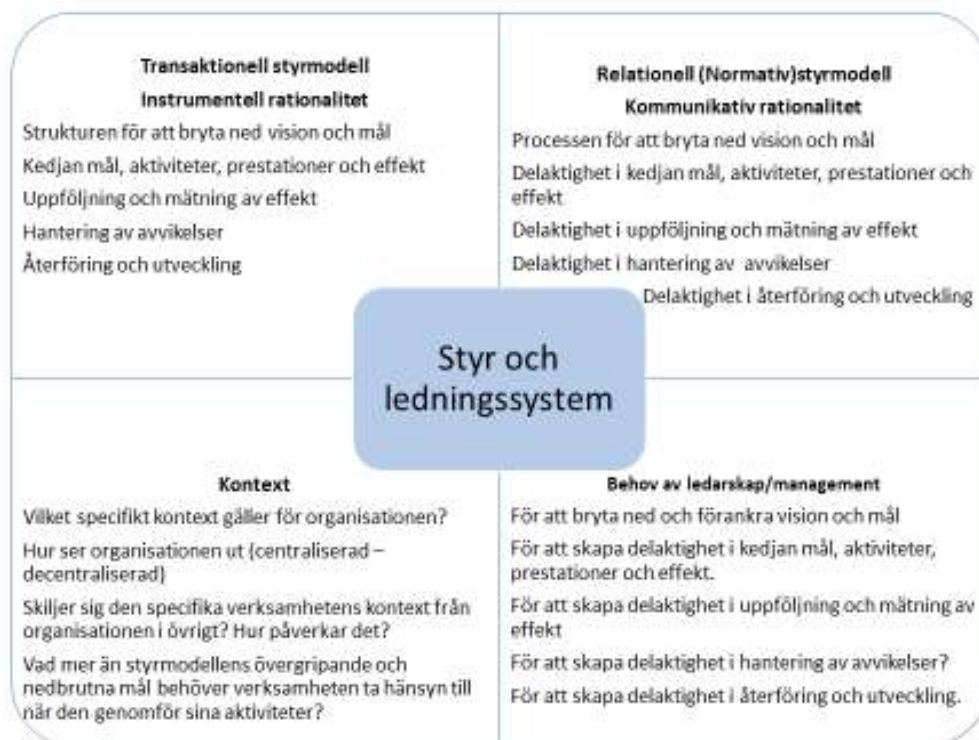 Transaktionell styrmodell
Instrumentell rationalitet
Strukturen för att bryta ned vision och mål
Kedjan mål, aktiviteter, prestationer och effekt
Uppföljning och mätning av effekt
Hantering av avvikelser
Återföring och utveckling
Relationell (Normativ)styrmodell
Kommunikativ rationalitet
Processen för att bryta ned vision och mål
Delaktighet i kedjan mål, aktiviteter, prestationer och
effekt
Delaktighet i uppföljning och mätning av effekt
Delaktighet i hantering av avvikelser
Delaktighet i återföring och utveckling
Styr och
ledningssystem
Kontext
Vilket specifikt kontext gäller för organisationen?
Hur ser organisationen ut (centraliserad –
decentraliserad)
Skiljer sig den specifika verksamhetens kontext från
organisationen i övrigt? Hur påverkar det?
Vad mer än styrmodellens övergripande och
nedbrutna mål behöver verksamheten ta hänsyn till
när den genomför sina aktiviteter?
Behov av ledarskap/management
För att bryta ned och förankra vision och mål
För att skapa delaktighet i kedjan mål, aktiviteter,
prestationer och effekt.
För att skapa delaktighet i uppföljning och mätning av
effekt
För att skapa delaktighet i hantering av avvikelser?
För att skapa delaktighet i återföring och utveckling.